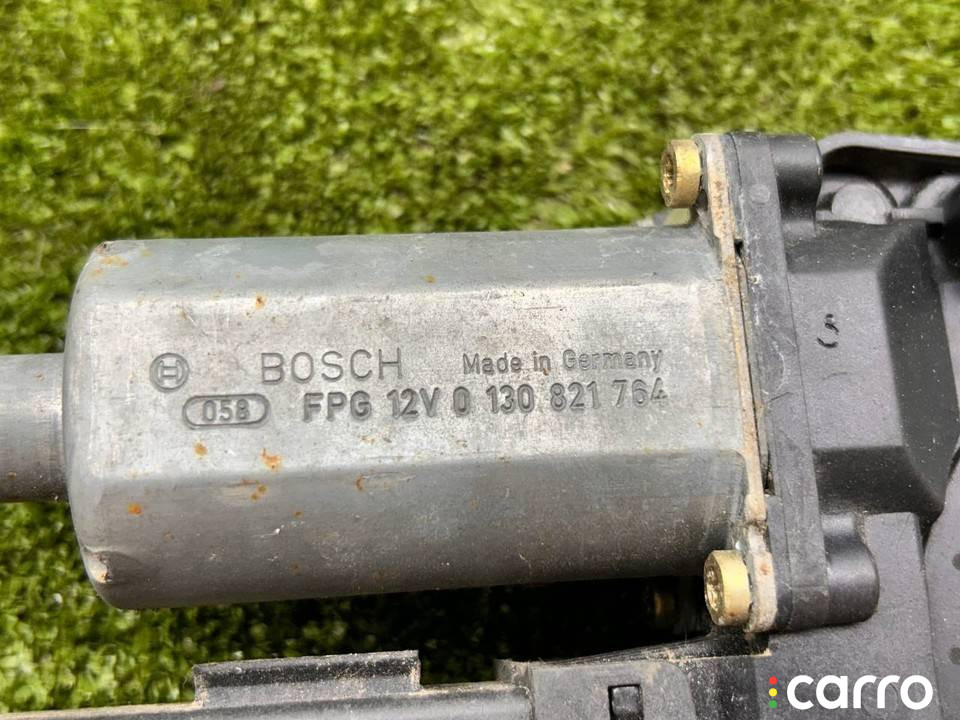 BOSCH Made in Germany
058 FPG 12V 0 130 821 764
carro